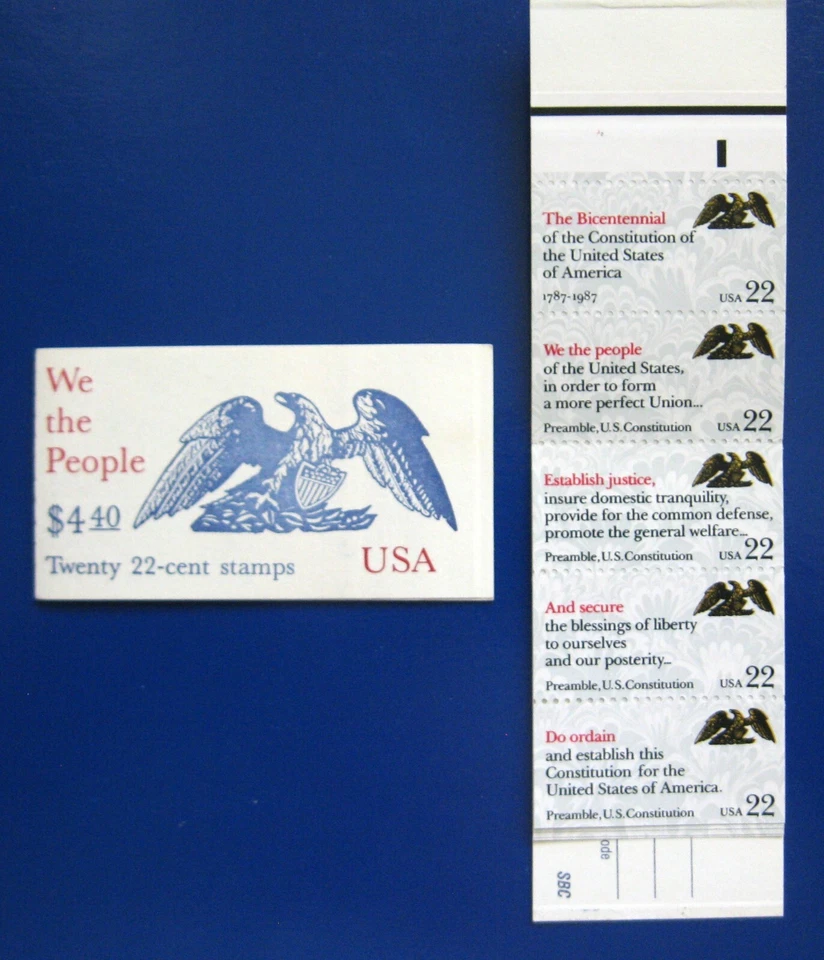 We
the
People
$4.40
Twenty 22-cent stamps
USA
The Bicentennial
of the Constitution of
the United States
of America
1787-1987
USA 22
We the people
of the United States,
in order to form
a more perfect Union...
Preamble, U.S. Constitution USA 22
Establish justice,
insure domestic tranquility,
provide for the common defense,
promote the general welfare...
Preamble, U.S. Constitution USA 22
And secure
the blessings of liberty
to ourselves
and our posterity...
Preamble, U.S. Constitution USA 22
Do ordain
and establish this
Constitution for the
United States of America.
Preamble, U.S. Constitution USA 22
ode
SBC